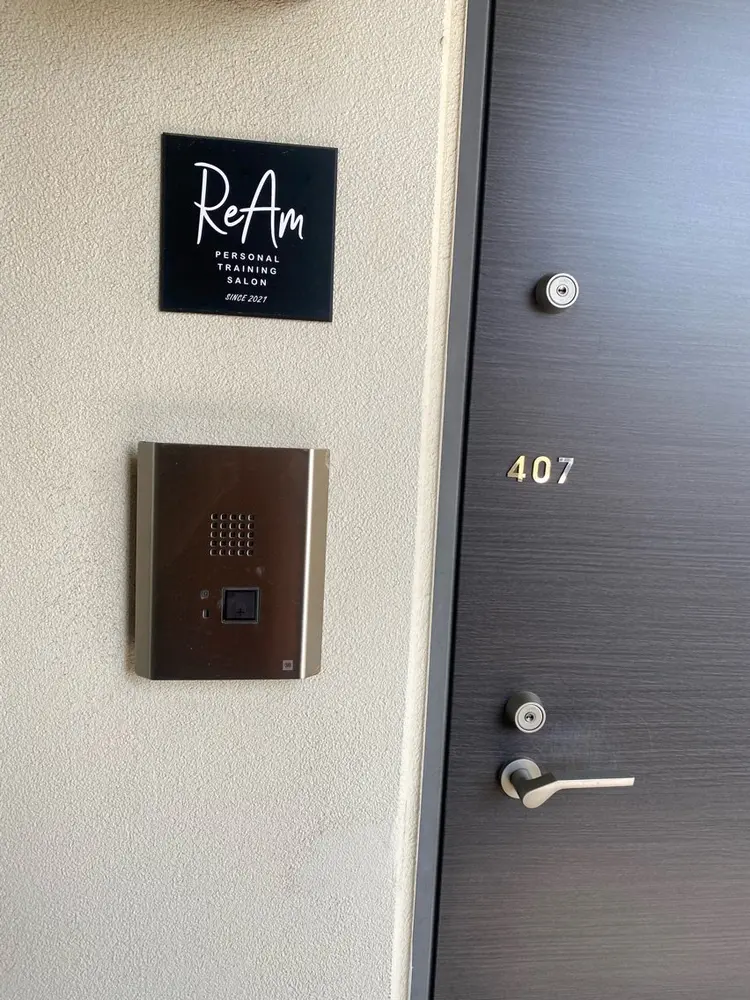 ReAm
PERSONAL
TRAINING
SALON
SINCE 2021
407